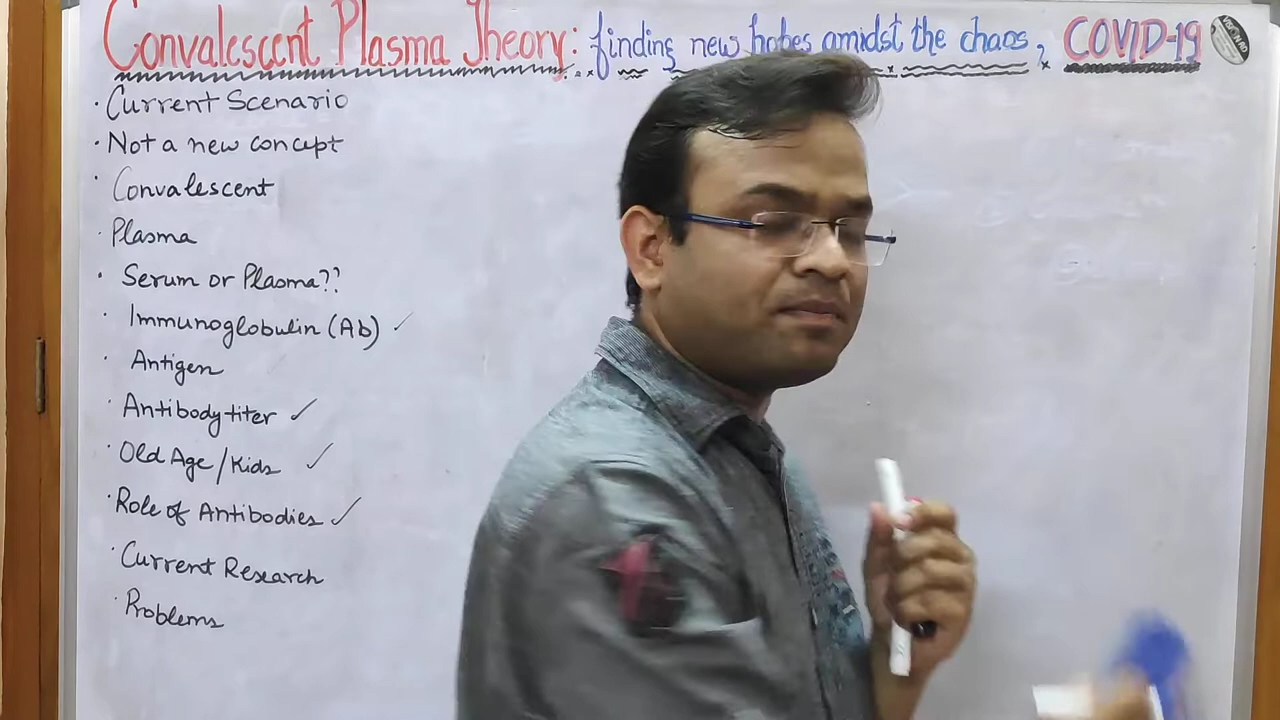 Convalescent Plasma Theory: finding new hopes amidst the chaos, COVID-19
· Current Scenario
· Not a new concept
· Convalescent
· Plasma
· Serum or Plasma??
· Immunoglobulin (Ab) ✓
· Antigen
· Antibody titer ✓
· Old Age/Kids ✓
· Role of Antibodies ✓
· Current Research
· Problems